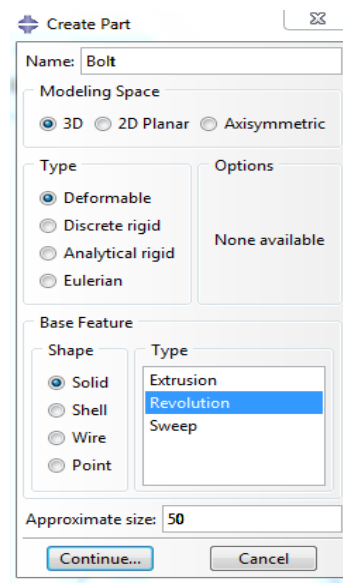 Create Part
Name: Bolt
Modeling Space
3D 2D Planar Axisymmetric
Type
Deformable
Discrete rigid
Analytical rigid
Eulerian
Options
None available
Base Feature
Shape
Solid
Shell
Wire
Point
Type
Extrusion
Revolution
Sweep
Approximate size: 50
Continue... Cancel